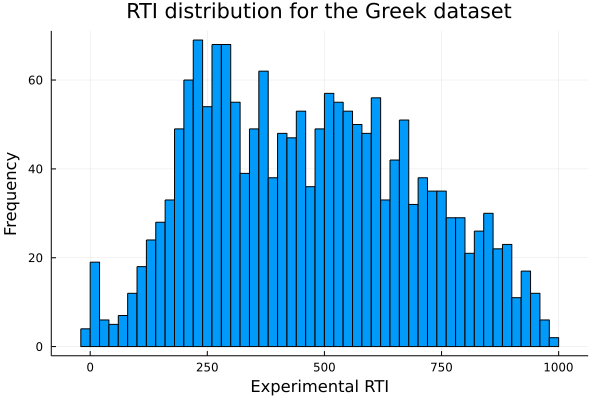 RTI distribution for the Greek dataset
Frequency
60
40
20
0
0 250 500 750 1000
Experimental RTI